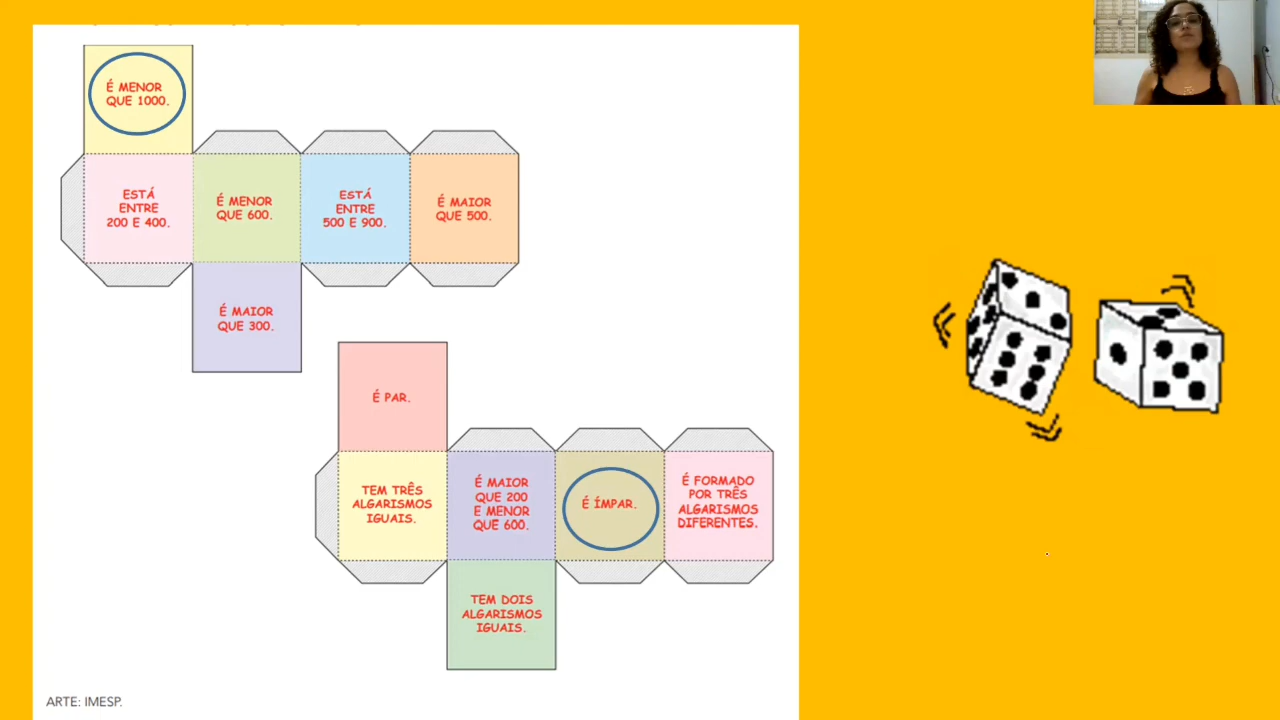 É MENOR
QUE 1000.
ESTÁ
ENTRE
200 E 400.
É MENOR
QUE 600.
ESTÁ
ENTRE
500 E 900.
É MAIOR
QUE 500.
É MAIOR
QUE 300.
É PAR.
TEM TRÊS
ALGARISMOS
IGUAIS.
É MAIOR
QUE 200
E MENOR
QUE 600.
É ÍMPAR.
É FORMADO
POR TRÊS
ALGARISMOS
DIFERENTES.
TEM DOIS
ALGARISMOS
IGUAIS.
ARTE: IMESP.